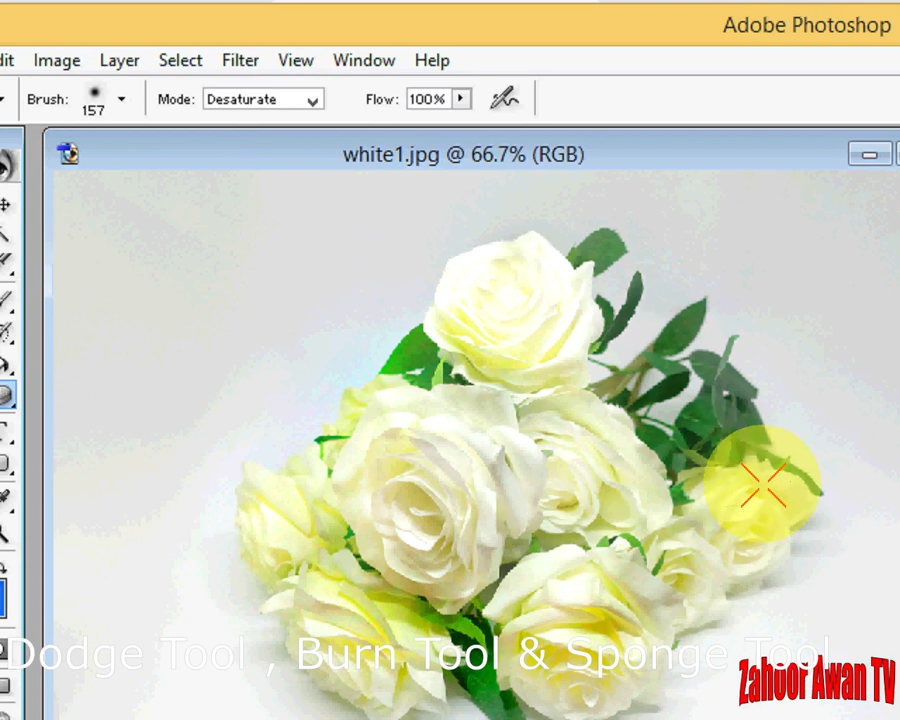 Adobe Photoshop
dit Image Layer Select Filter View Window Help
Brush: 157 Mode: Desaturate Flow: 100%
white1.jpg @ 66.7% (RGB)
Dodge Tool , Burn Tool & Sponge Tool
Zahoor Awan TV